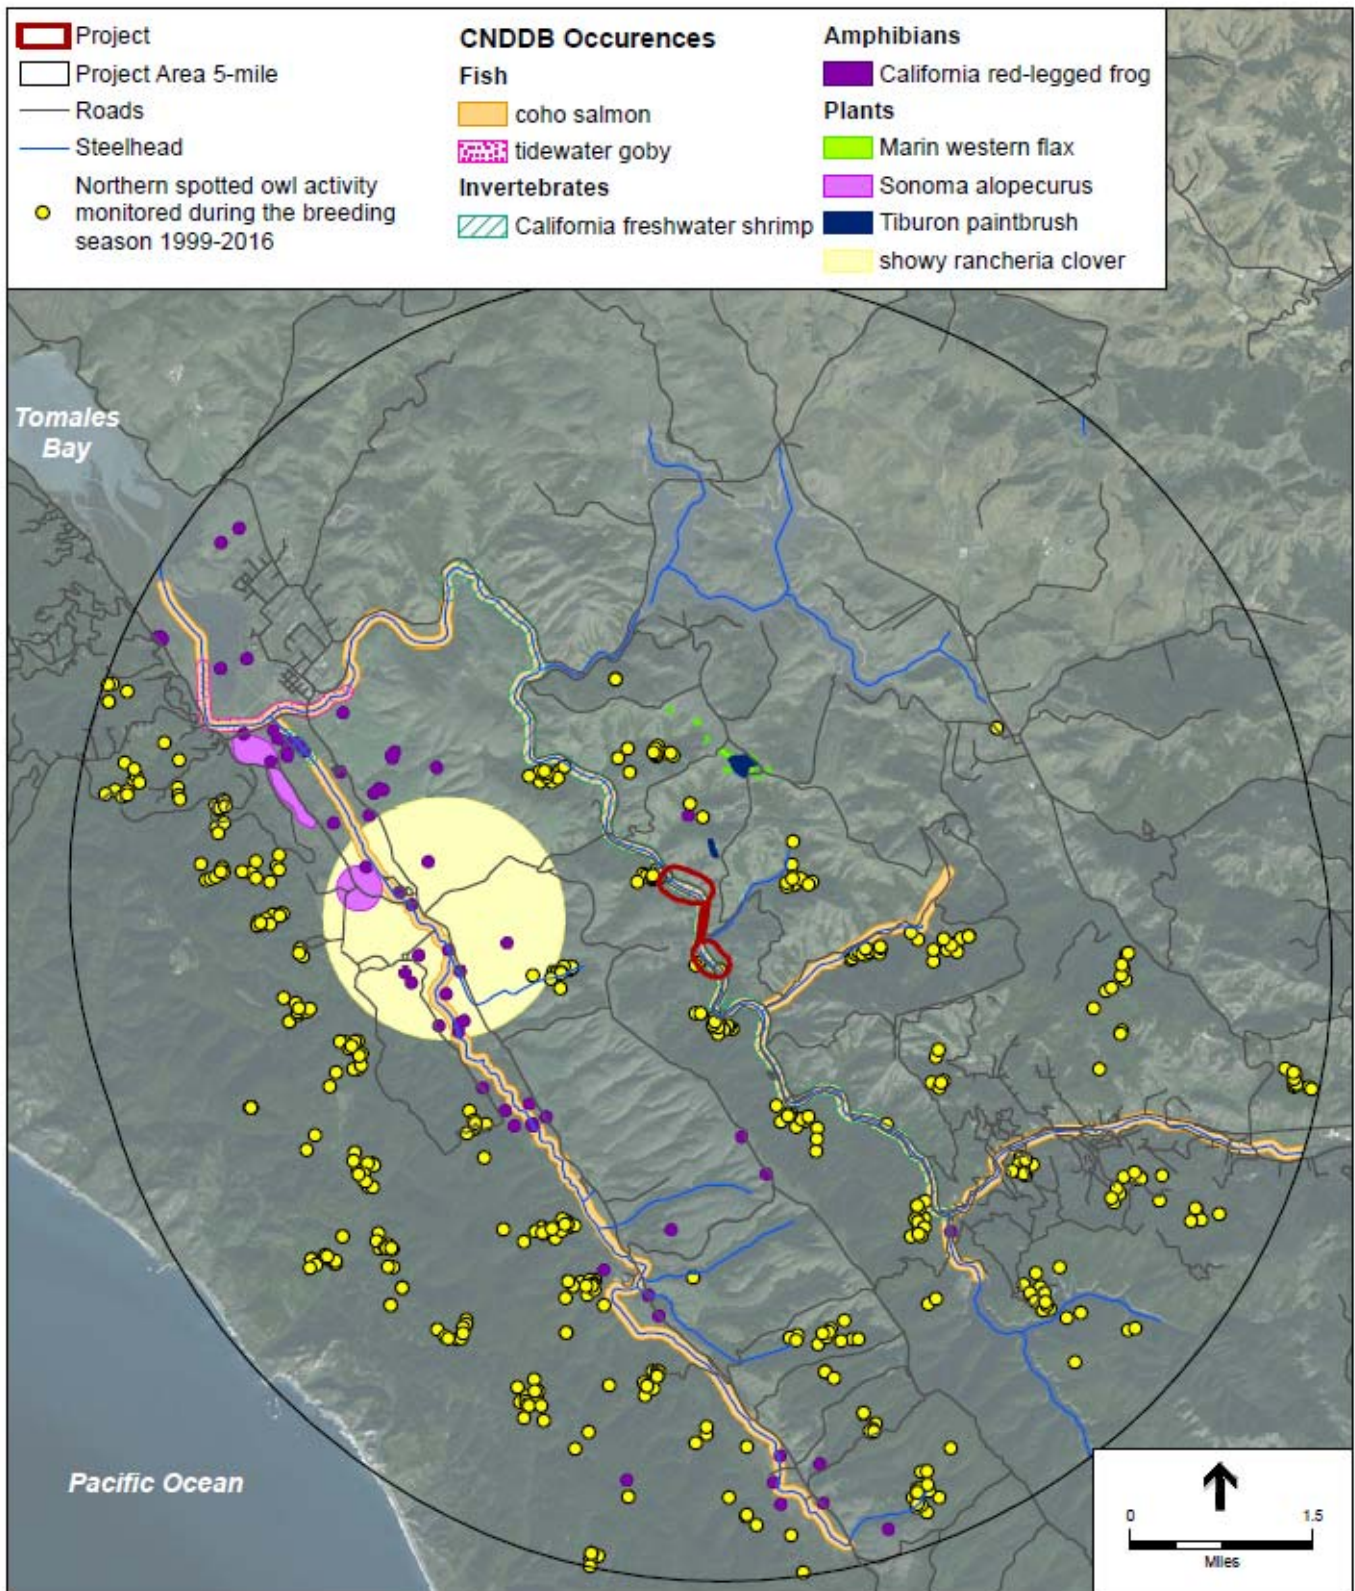 Project
Project Area 5-mile
Roads
Steelhead
Northern spotted owl activity
monitored during the breeding
season 1999-2016
CNDDB Occurences
Fish
coho salmon
tidewater goby
Invertebrates
California freshwater shrimp
Amphibians
California red-legged frog
Plants
Marin western flax
Sonoma alopecurus
Tiburon paintbrush
showy rancheria clover
Tomales
Bay
Pacific Ocean
0 1.5
Miles